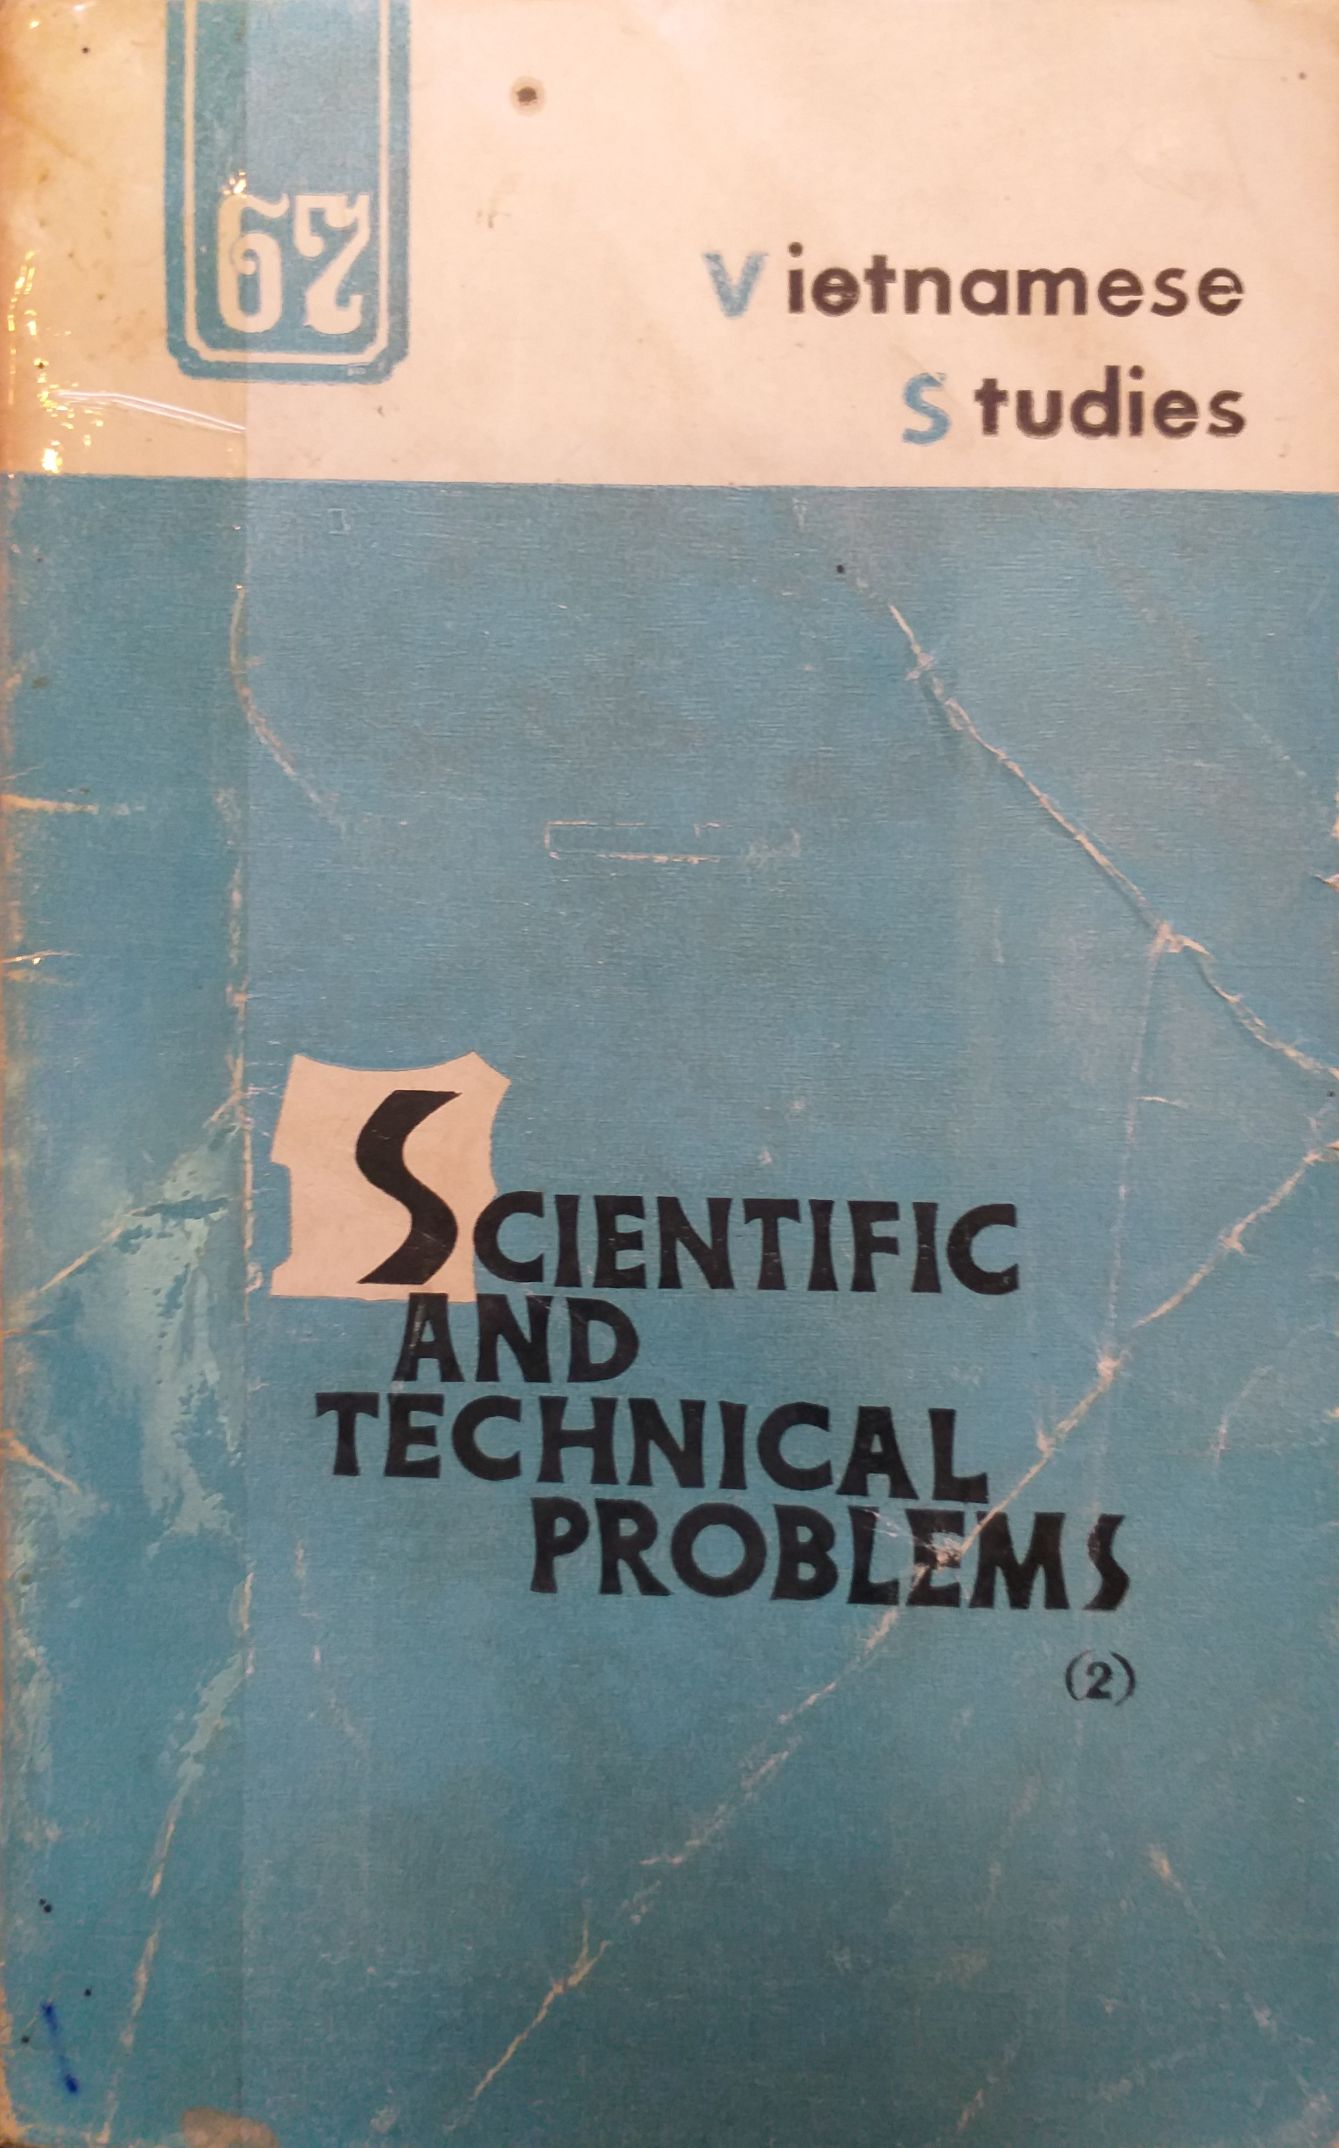 67
Vietnamese
Studies
SCIENTIFIC
AND
TECHNICAL
PROBLEMS
(2)